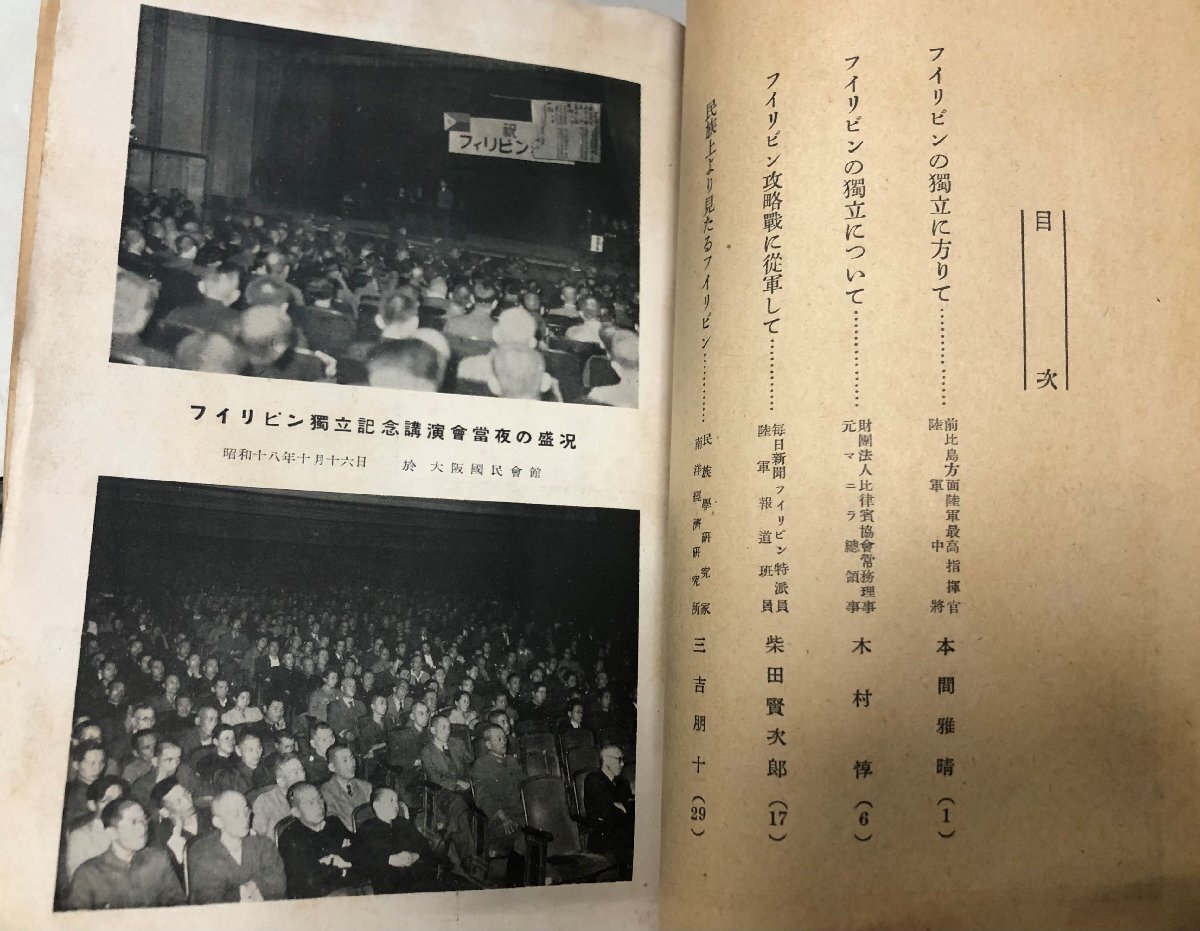 祝
フィリピン
フイリピン獨立記念講演會當夜の盛況
昭和十八年十月十六日 於 大阪國民會館
目次
フイリピンの獨立に方りて……………
前比島方面陸軍最高指揮官
陸軍中將
本間雅晴(1)
フイリピンの獨立について……………
財團法人比律賓協會常務理事
元マニラ總領事
木村惇(6)
フイリピン攻略戰に從軍して…………
每日新聞フイリピン特派員
陸軍報道班員
柴田賢次郎(17)
民族上より見たるフイリピン…………
民族學研究家
南洋經濟研究所
三吉朋十(29)